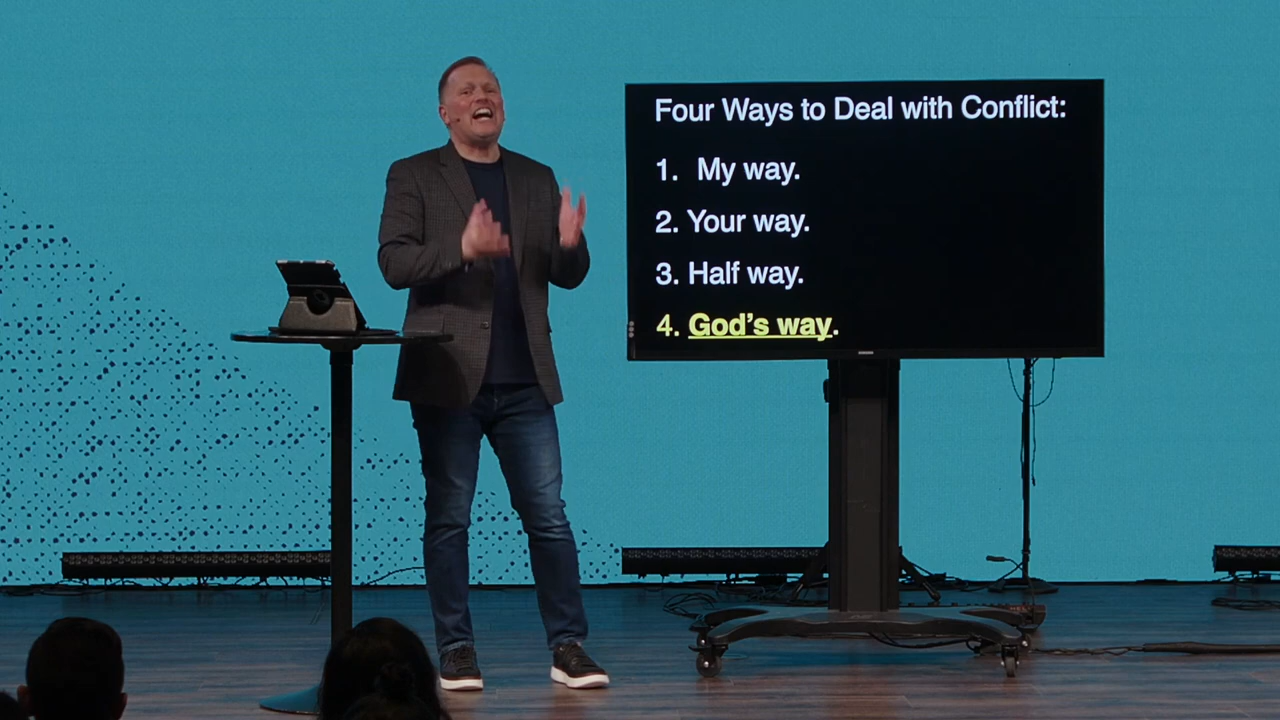 Four Ways to Deal with Conflict:
1. My way.
2. Your way.
3. Half way.
4. God's way.